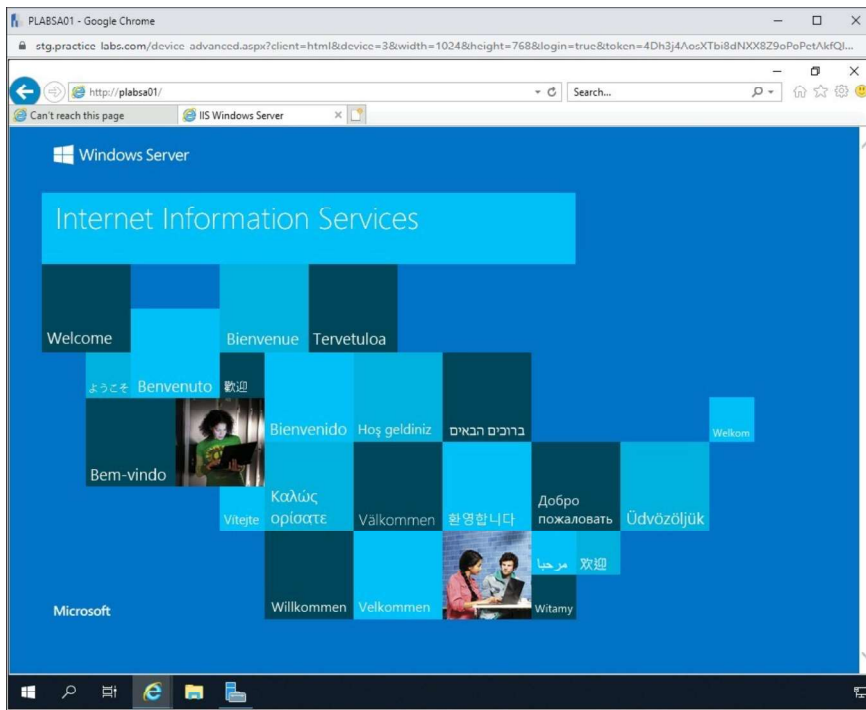 PLABSA01 - Google Chrome
stg.practice-labs.com/device-advanced.aspx?client=html&device=3&width=1024&height=768&login=true&token=4Dh3j4AosXTbi8dNXX8Z9oPoPetAkfQl...
http://plabsa01/
Search...
Can't reach this page
IIS Windows Server
Windows Server
Internet Information Services
Welcome
Bienvenue
Tervetuloa
ようこそ
Benvenuto
歡迎
Bienvenido
Hoş geldiniz
ברוכים הבאים
Welkom
Bem-vindo
Vítejte
Καλώς
ορίσατε
Välkommen
환영합니다
Добро
пожаловать
Üdvözöljük
مرحبا
欢迎
Microsoft
Willkommen
Velkommen
Witamy